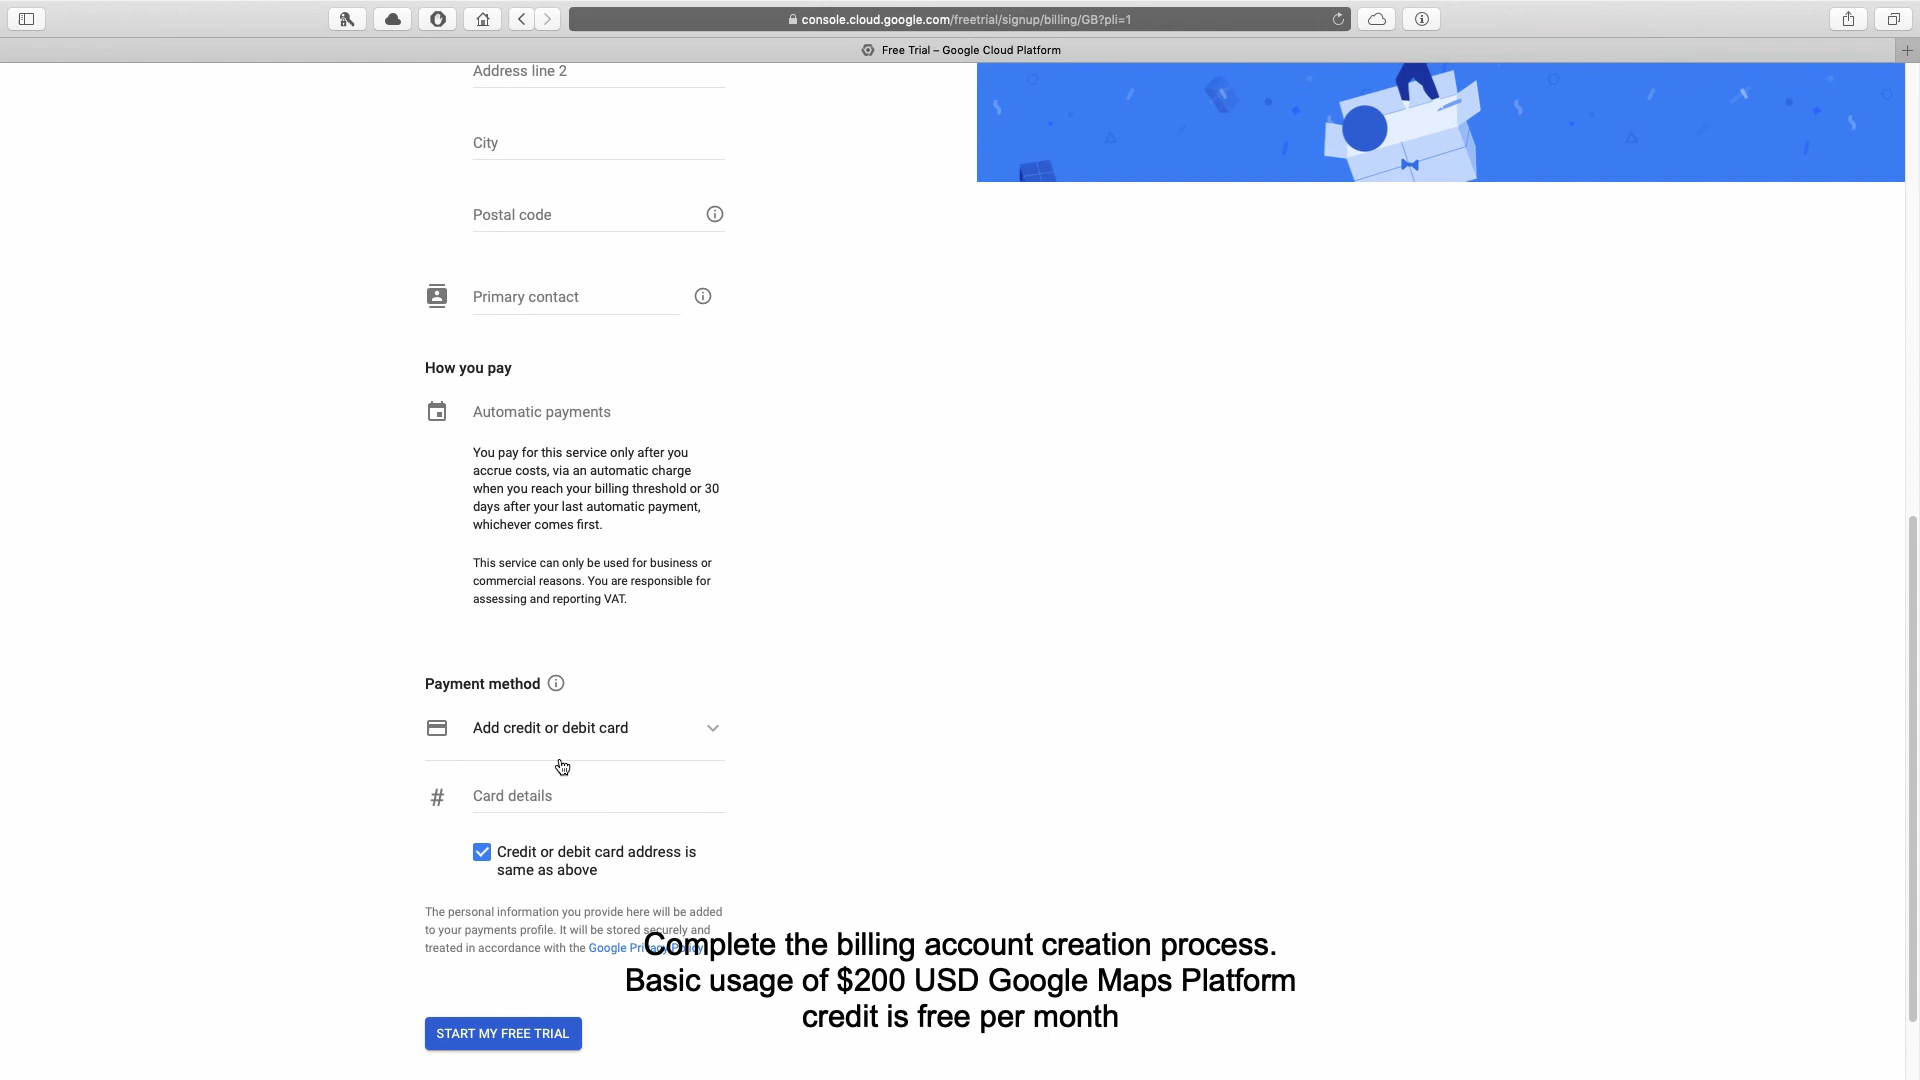 console.cloud.google.com/freetrial/signup/billing/GB?pli=1
Free Trial – Google Cloud Platform
Address line 2
City
Postal code
Primary contact
How you pay
Automatic payments
You pay for this service only after you
accrue costs, via an automatic charge
when you reach your billing threshold or 30
days after your last automatic payment,
whichever comes first.
This service can only be used for business or
commercial reasons. You are responsible for
assessing and reporting VAT.
Payment method
Add credit or debit card
# Card details
Credit or debit card address is
same as above
The personal information you provide here will be added
to your payments profile. It will be stored securely and
treated in accordance with the Google Privacy Policy.
Complete the billing account creation process.
Basic usage of $200 USD Google Maps Platform
credit is free per month
START MY FREE TRIAL